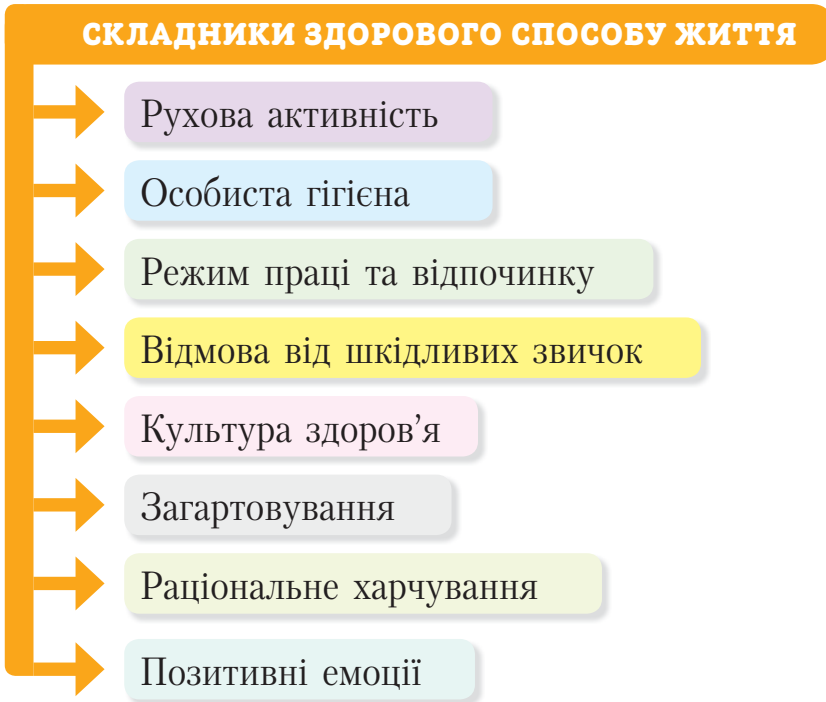 СКЛАДНИКИ ЗДОРОВОГО СПОСОБУ ЖИТТЯ
Рухова активність
Особиста гігієна
Режим праці та відпочинку
Відмова від шкідливих звичок
Культура здоров’я
Загартовування
Раціональне харчування
Позитивні емоції